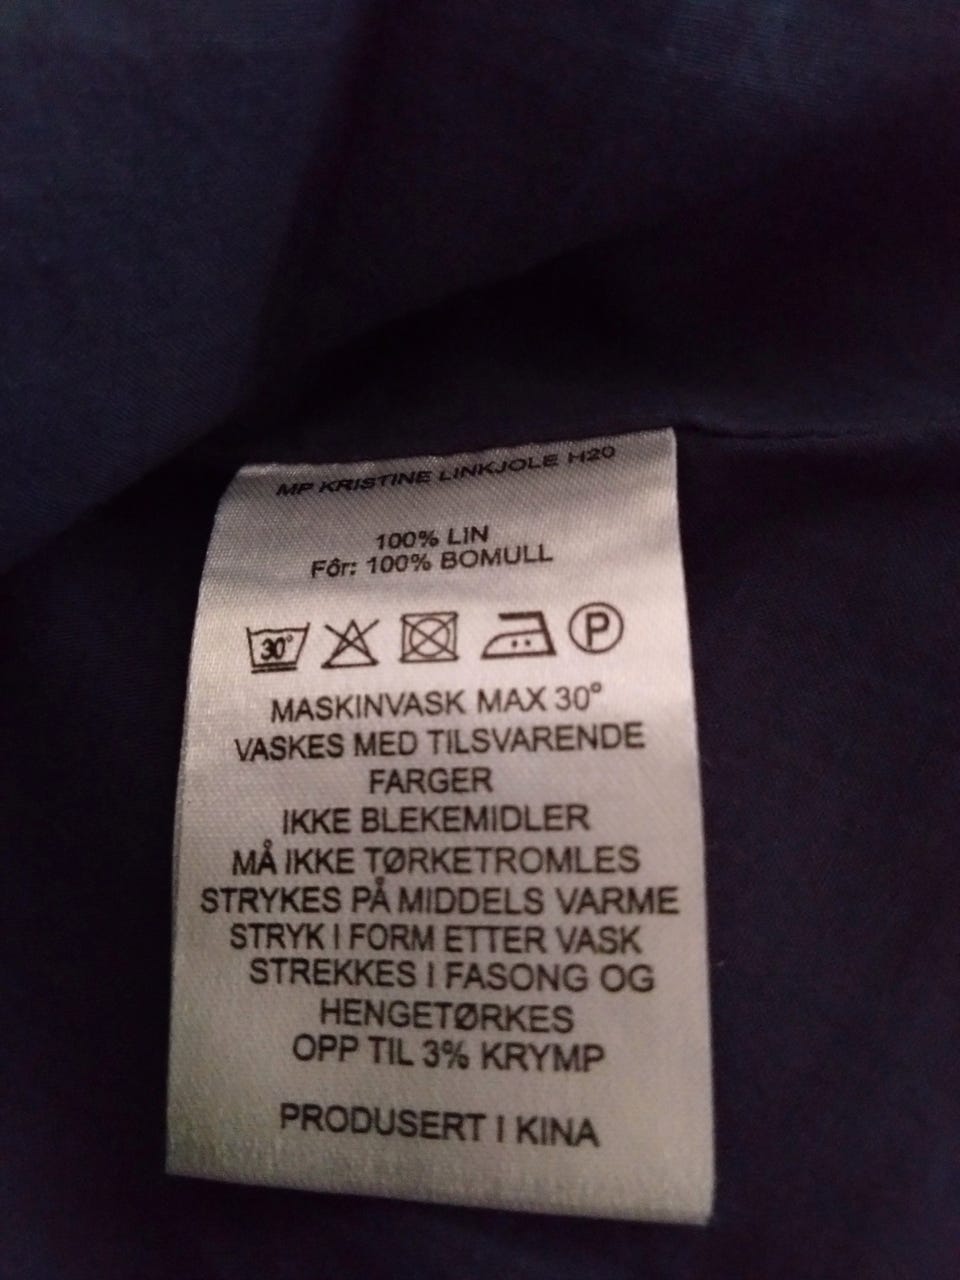 MP KRISTINE LINKJOLE H20
100% LIN
Fôr: 100% BOMULL
30° P
MASKINVASK MAX 30°
VASKES MED TILSVARENDE
FARGER
IKKE BLEKEMIDLER
MÅ IKKE TØRKETROMLES
STRYKES PÅ MIDDELS VARME
STRYK I FORM ETTER VASK
STREKKES I FASONG OG
HENGETØRKES
OPP TIL 3% KRYMP
PRODUSERT I KINA